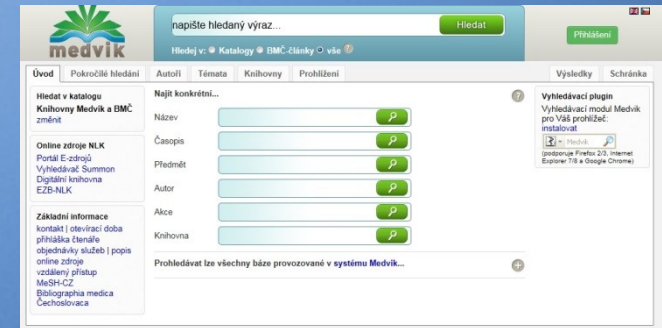 medvik
napište hledaný výraz...
Hledat
Hledej v: Katalogy BMČ-články vše
Přihlášení
Úvod Pokročilé hledání Autoři Témata Knihovny Prohlížení Výsledky Schránka
Hledat v katalogu
Knihovny Medvik a BMČ
změnit
Online zdroje NLK
Portál E-zdrojů
Vyhledávač Summon
Digitální knihovna
EZB-NLK
Základní informace
kontakt | otevírací doba
přihláška čtenáře
objednávky služeb | popis
online zdroje
vzdálený přístup
MeSH-CZ
Bibliographia medica
Čechoslovaca
Najít konkrétní...
Název
Časopis
Předmět
Autor
Akce
Knihovna
Prohledávat lze všechny báze provozované v systému Medvik...
Vyhledávací plugin
Vyhledávací modul Medvik
pro Váš prohlížeč:
instalovat
Medvik
(podporuje Firefox 2/3, Internet
Explorer 7/8 a Google Chrome)